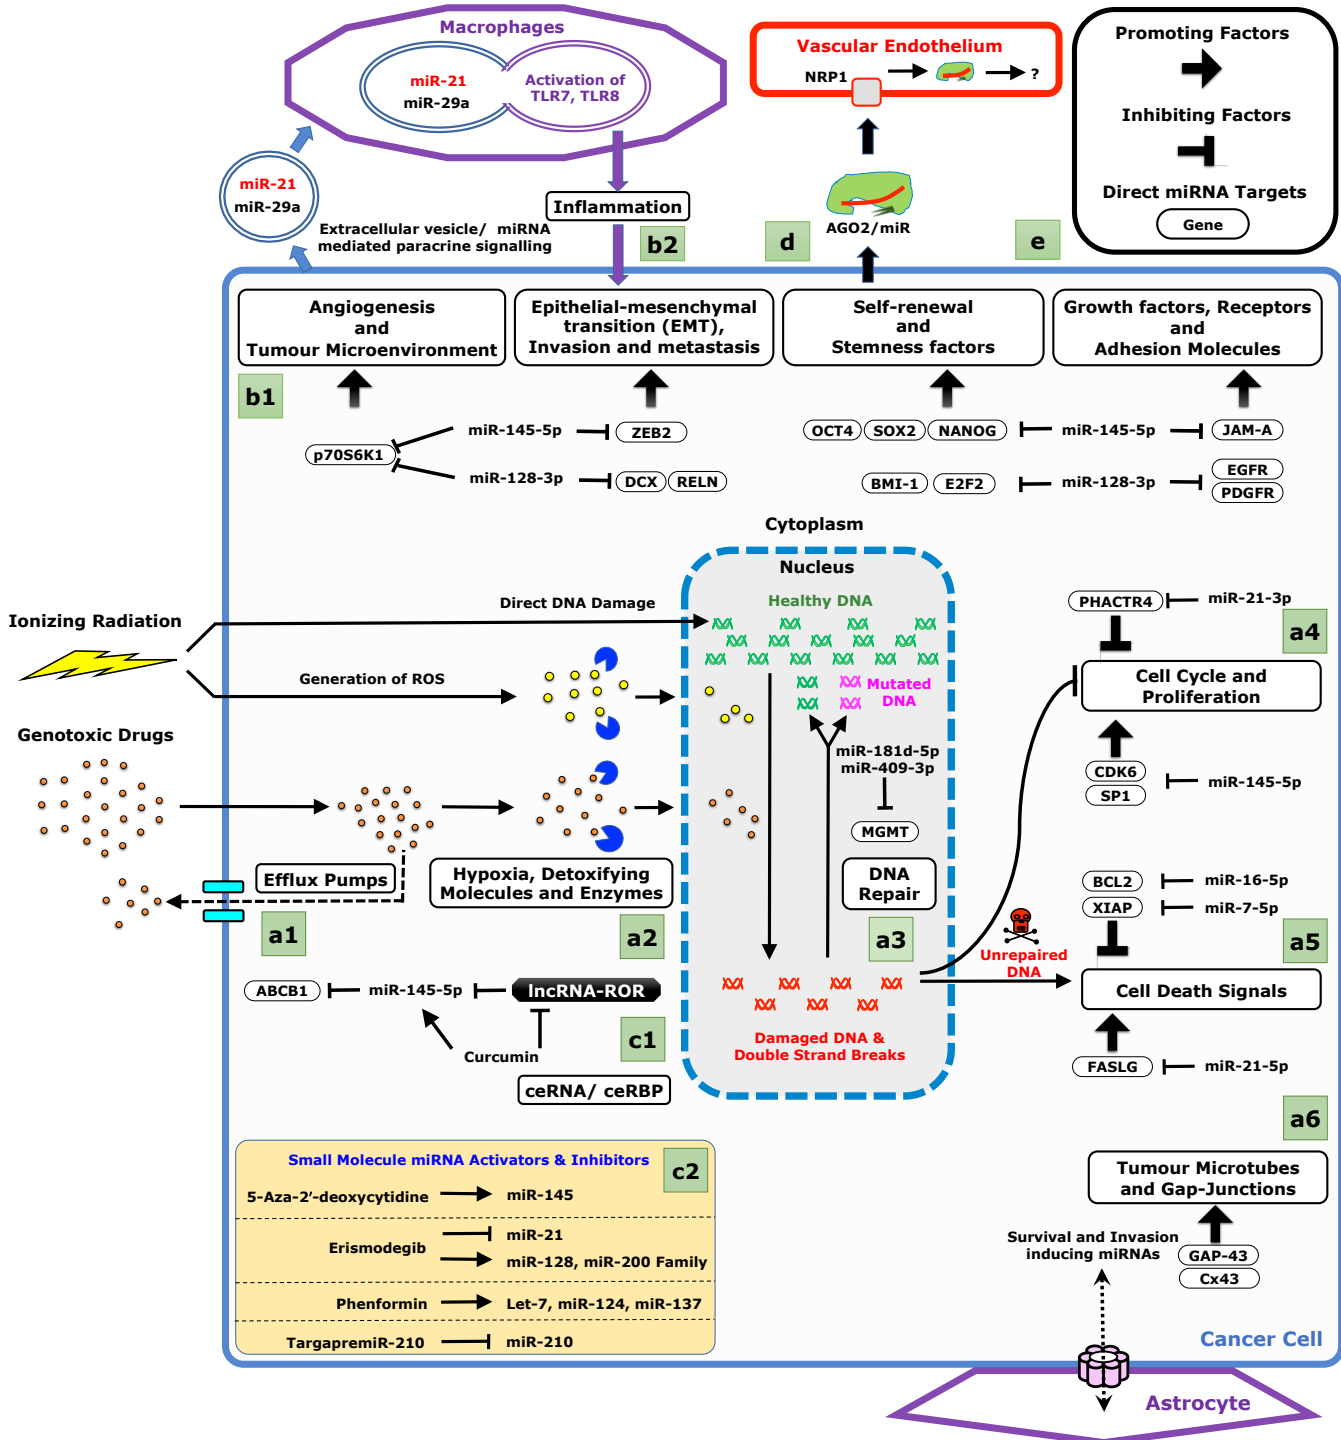 Macrophages
miR-21
miR-29a
Activation of
TLR7, TLR8
miR-21
miR-29a
Extracellular vesicle/ miRNA
mediated paracrine signalling
Inflammation
b2
Vascular Endothelium
NRP1
?
AGO2/miR
d
e
Promoting Factors
Inhibiting Factors
Direct miRNA Targets
Gene
Angiogenesis
and
Tumour Microenvironment
Epithelial-mesenchymal
transition (EMT),
Invasion and metastasis
Self-renewal
and
Stemness factors
Growth factors, Receptors
and
Adhesion Molecules
b1
p70S6K1
miR-145-5p
ZEB2
miR-128-3p
DCX
RELN
OCT4
SOX2
NANOG
miR-145-5p
JAM-A
BMI-1
E2F2
miR-128-3p
EGFR
PDGFR
Cytoplasm
Nucleus
Healthy DNA
Mutated
DNA
miR-181d-5p
miR-409-3p
MGMT
DNA
Repair
a3
Damaged DNA &
Double Strand Breaks
Ionizing Radiation
Direct DNA Damage
Generation of ROS
Genotoxic Drugs
Efflux Pumps
a1
Hypoxia, Detoxifying
Molecules and Enzymes
a2
ABCB1
miR-145-5p
lncRNA-ROR
Curcumin
c1
ceRNA/ ceRBP
PHACTR4
miR-21-3p
a4
Cell Cycle and
Proliferation
CDK6
SP1
miR-145-5p
BCL2
miR-16-5p
XIAP
miR-7-5p
a5
Unrepaired
DNA
Cell Death Signals
FASLG
miR-21-5p
a6
Tumour Microtubes
and Gap-Junctions
Survival and Invasion
inducing miRNAs
GAP-43
Cx43
Small Molecule miRNA Activators & Inhibitors
c2
5-Aza-2’-deoxycytidine
miR-145
Erismodegib
miR-21
miR-128, miR-200 Family
Phenformin
Let-7, miR-124, miR-137
TargapremiR-210
miR-210
Cancer Cell
Astrocyte